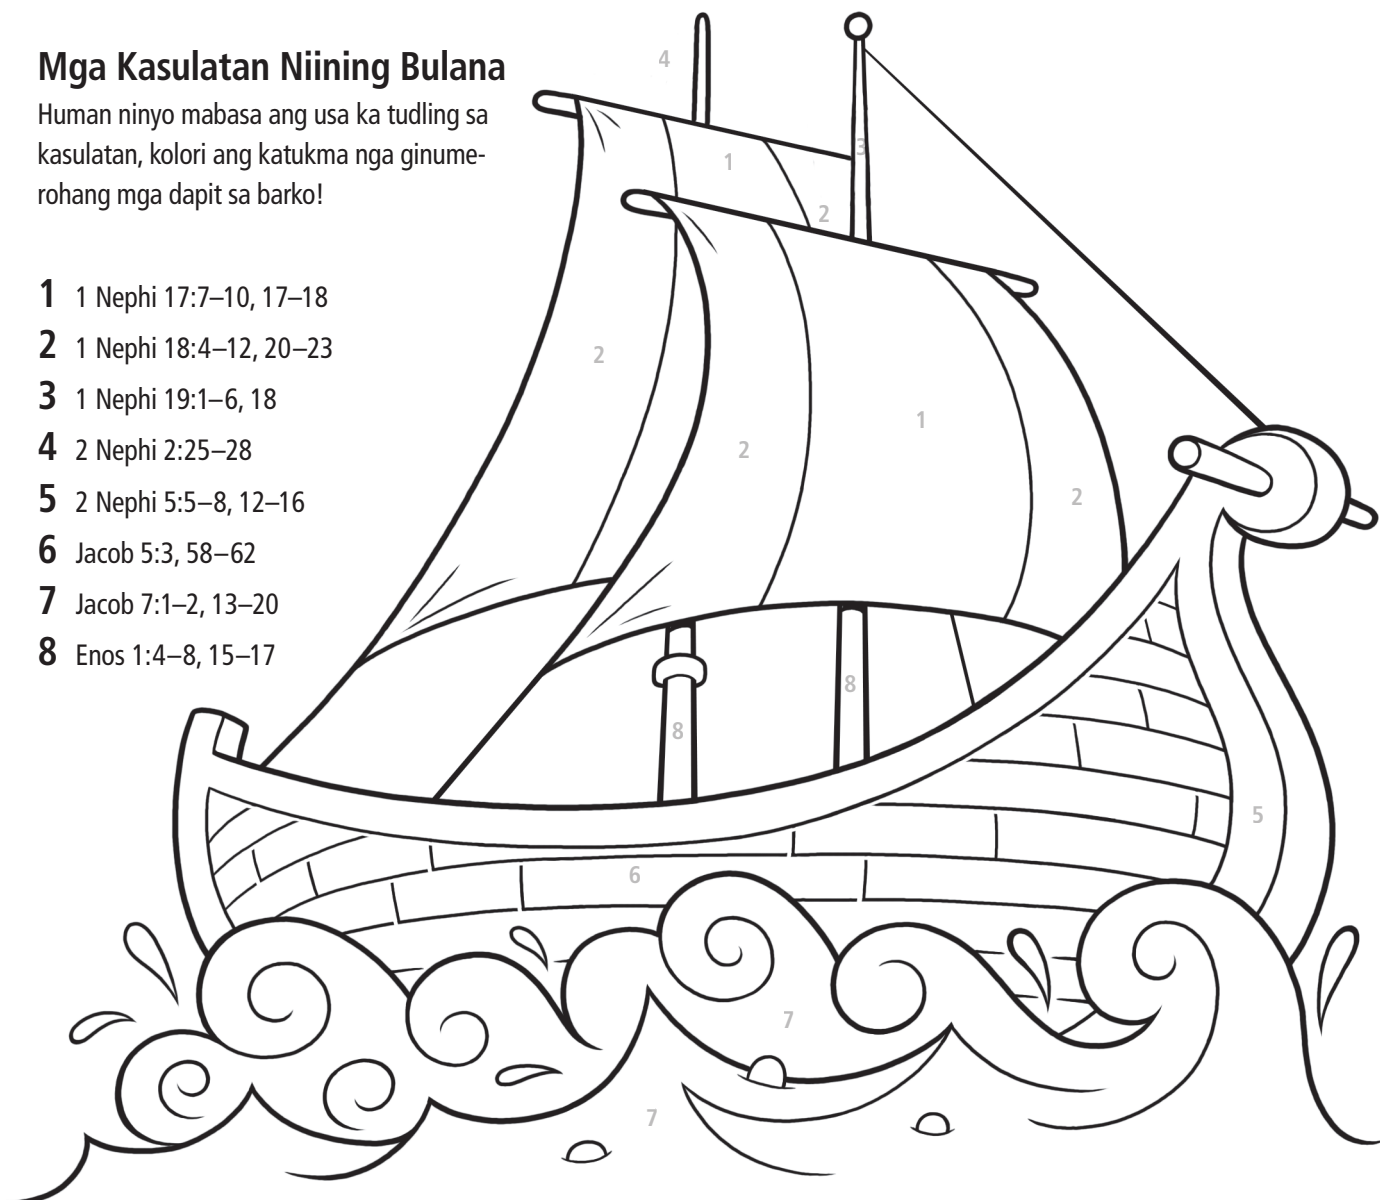 Mga Kasulatan Niining Bulana
Human ninyo mabasa ang usa ka tudling sa
kasulatan, kolori ang katukma nga ginume-
rohang mga dapit sa barko!
1 1 Nephi 17:7–10, 17–18
2 1 Nephi 18:4–12, 20–23
3 1 Nephi 19:1–6, 18
4 2 Nephi 2:25–28
5 2 Nephi 5:5–8, 12–16
6 Jacob 5:3, 58–62
7 Jacob 7:1–2, 13–20
8 Enos 1:4–8, 15–17
4
3
1
2
2
1
2
2
8
8
5
6
7
7